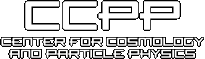 CCPP
CENTER FOR COSMOLOGY
AND PARTICLE PHYSICS